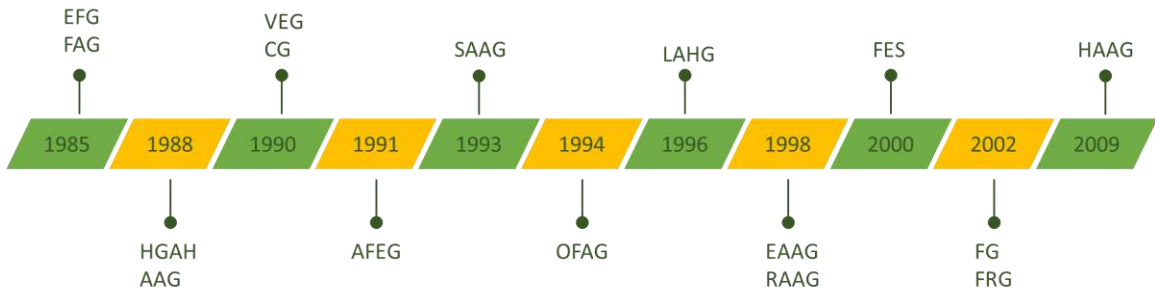 EFG
FAG
VEG
CG
SAAG
LAHG
FES
HAAG
1985
1988
1990
1991
1993
1994
1996
1998
2000
2002
2009
HGAH
AAG
AFEG
OFAG
EAAG
RAAG
FG
FRG